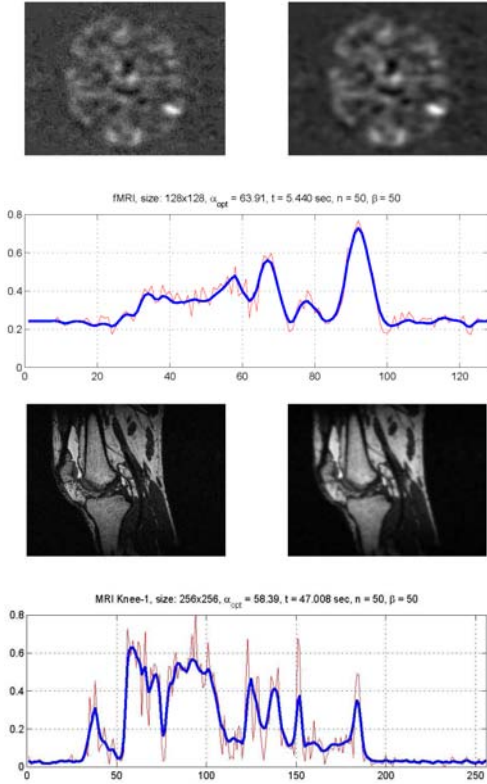 fMRI, size: 128x128, αopt = 63.91, t = 5.440 sec, n = 50, β = 50
0.8
0.6
0.4
0.2
0
0 20 40 60 80 100 120
MRI Knee-1, size: 256x256, αopt = 58.39, t = 47.008 sec, n = 50, β = 50
0.8
0.6
0.4
0.2
0
0 50 100 150 200 250